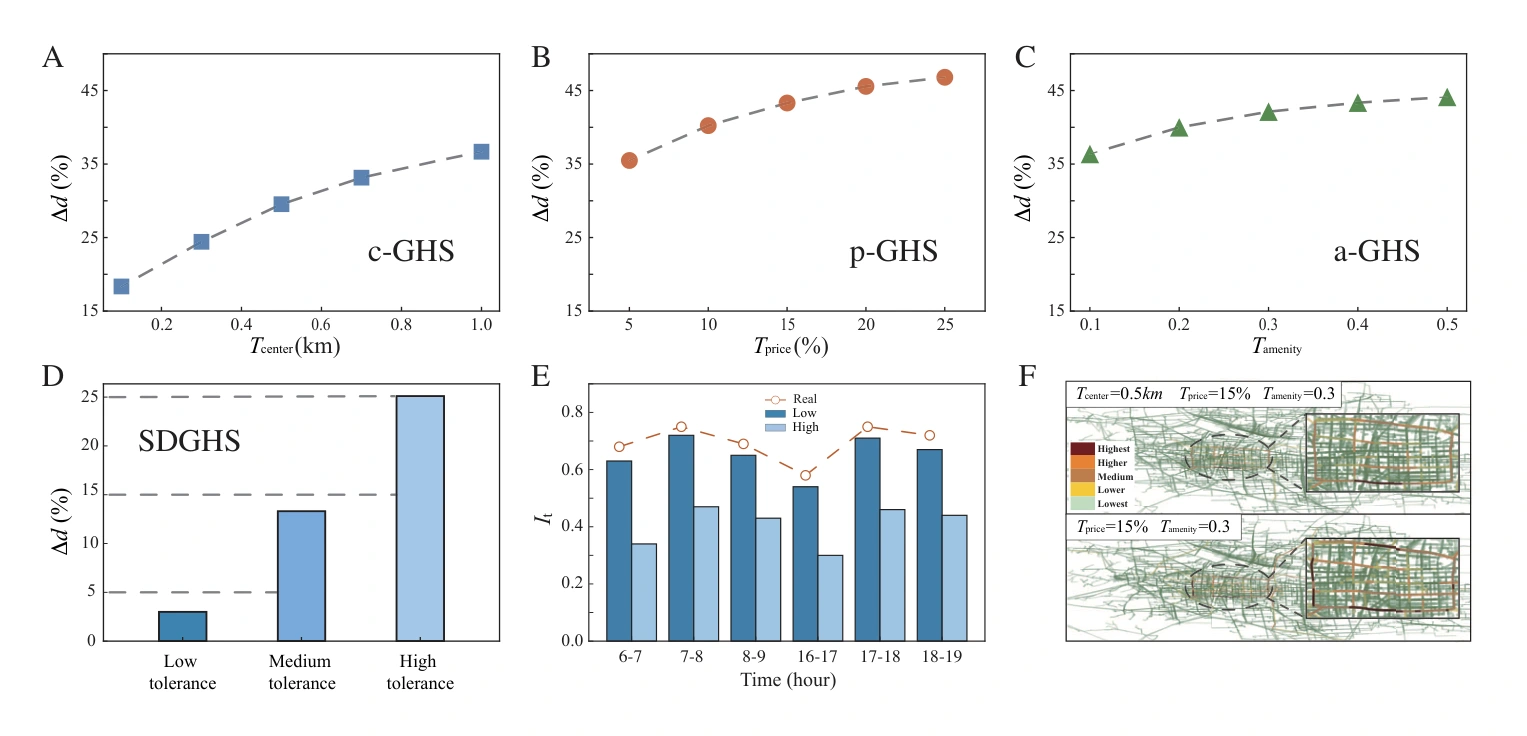 A
45
35
25
15
Δd (%)
c-GHS
0.2 0.4 0.6 0.8 1.0
Tcenter(km)
B
45
35
25
15
Δd (%)
p-GHS
5 10 15 20 25
Tprice(%)
C
45
35
25
15
Δd (%)
a-GHS
0.1 0.2 0.3 0.4 0.5
Tamenity
D
25
20
15
10
5
0
Δd (%)
SDGHS
Low Medium High
tolerance tolerance tolerance
E
0.8
0.6
0.4
0.2
0.0
It
Real
Low
High
6-7 7-8 8-9 16-17 17-18 18-19
Time (hour)
F
Tcenter=0.5km Tprice=15% Tamenity=0.3
Highest
Higher
Medium
Lower
Lowest
Tprice=15% Tamenity=0.3